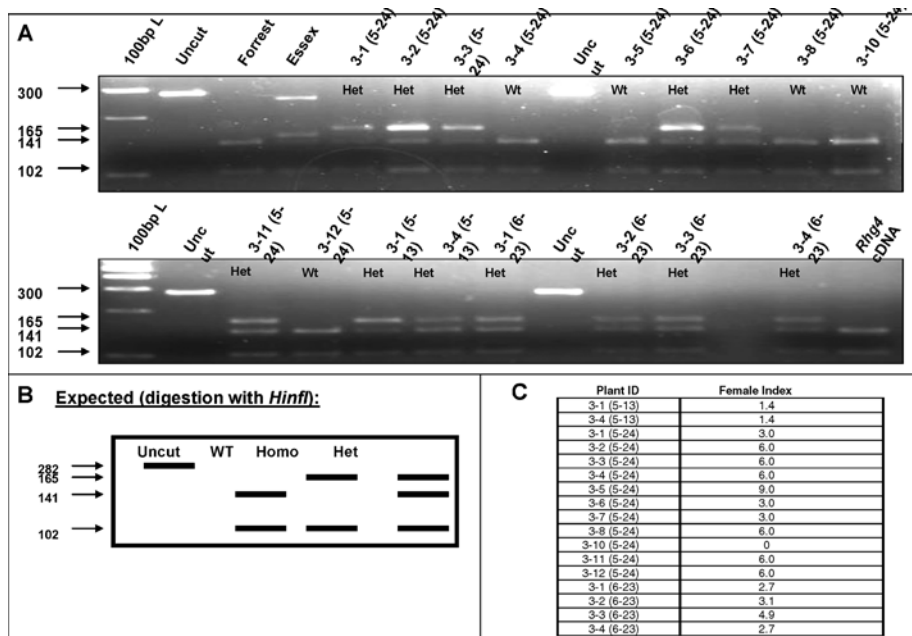 A
100bp L
Uncut
Forrest
Essex
3-1 (5-24)
3-2 (5-24)
3-3 (5-
24)
3-4 (5-24)
Unc
ut
3-5 (5-24)
3-6 (5-24)
3-7 (5-24)
3-8 (5-24)
3-10 (5-24)
300
165
141
102
Het
Het
Het
Wt
Wt
Het
Het
Wt
Wt
100bp L
Unc
ut
3-11 (5-
24)
3-12 (5-
24)
3-1 (5-
13)
3-4 (5-
13)
3-1 (6-
23)
Unc
ut
3-2 (6-
23)
3-3 (6-
23)
3-4 (6-
23)
Rhg4
cDNA
300
165
141
102
Het
Wt
Het
Het
Het
Het
Het
Het
B
Expected (digestion with HinfI):
Uncut WT Homo Het
282
165
141
102
C
Plant ID Female Index
3-1 (5-13) 1.4
3-4 (5-13) 1.4
3-1 (5-24) 3.0
3-2 (5-24) 6.0
3-3 (5-24) 6.0
3-4 (5-24) 6.0
3-5 (5-24) 9.0
3-6 (5-24) 3.0
3-7 (5-24) 3.0
3-8 (5-24) 6.0
3-10 (5-24) 0
3-11 (5-24) 6.0
3-12 (5-24) 6.0
3-1 (6-23) 2.7
3-2 (6-23) 3.1
3-3 (6-23) 4.9
3-4 (6-23) 2.7